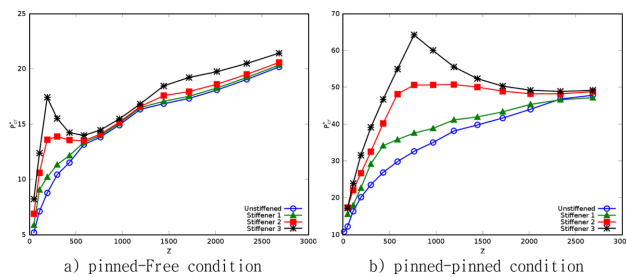 25
20
15
10
5
0 500 1000 1500 2000 2500 3000
Z
Unstiffened
Stiffener 1
Stiffener 2
Stiffener 3
a) pinned-Free condition
70
60
50
40
30
20
10
0 500 1000 1500 2000 2500 3000
Z
Unstiffened
Stiffener 1
Stiffener 2
Stiffener 3
b) pinned-pinned condition